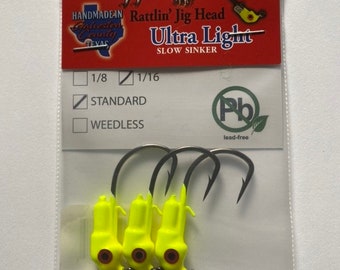 HANDMADE IN
TEXAS
Rattlin' Jig Head
Ultra Light
SLOW SINKER
1/8 1/16
STANDARD
WEEDLESS
Pb
lead-free